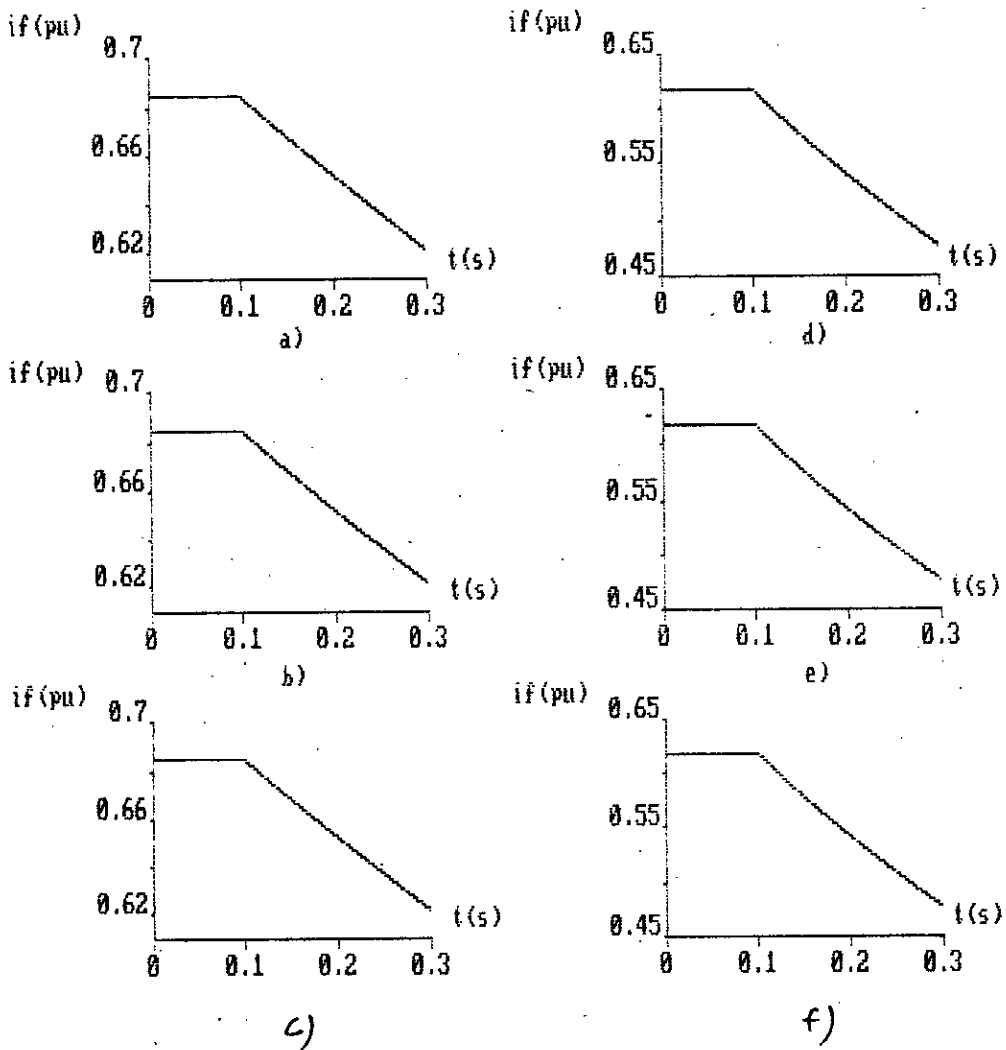 if(pu)
0.7
0.66
0.62
t(s)
0 0.1 0.2 0.3
a)
if(pu)
0.65
0.55
0.45
t(s)
0 0.1 0.2 0.3
d)
if(pu)
0.7
0.66
0.62
t(s)
0 0.1 0.2 0.3
b)
if(pu)
0.65
0.55
0.45
t(s)
0 0.1 0.2 0.3
e)
if(pu)
0.7
0.66
0.62
t(s)
0 0.1 0.2 0.3
c)
if(pu)
0.65
0.55
0.45
t(s)
0 0.1 0.2 0.3
f)